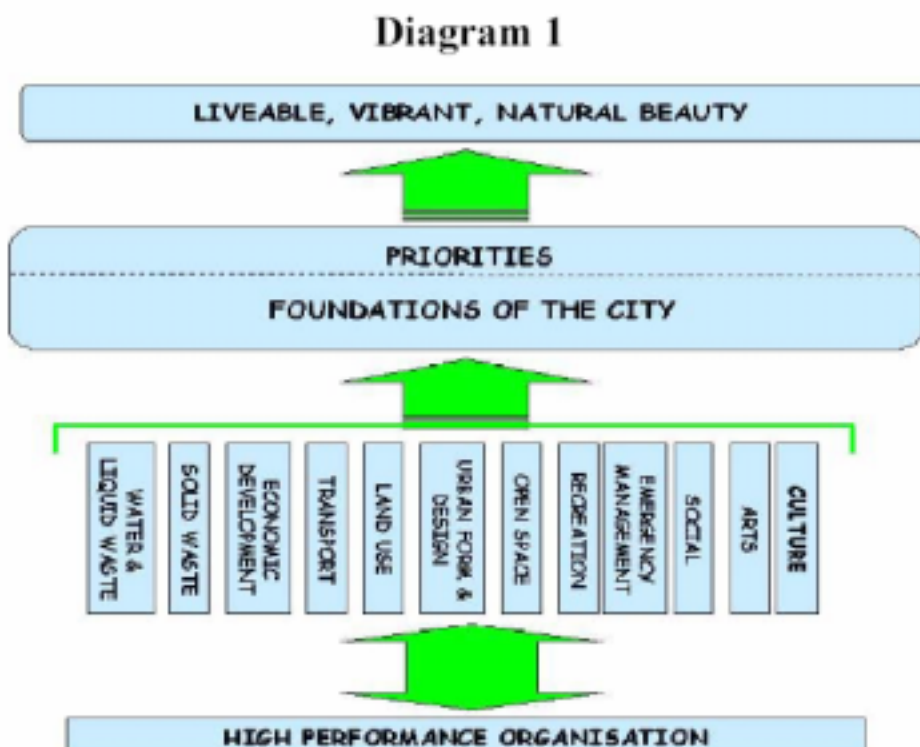 Diagram 1
LIVEABLE, VIBRANT, NATURAL BEAUTY
PRIORITIES
FOUNDATIONS OF THE CITY
WATER &
LIQUID WASTE
SOLID WASTE
ECONOMIC
DEVELOPMENT
TRANSPORT
LAND USE
URBAN FORM &
DESIGN
OPEN SPACE
RECREATION
EMERGENCY
MANAGEMENT
SOCIAL
ARTS
CULTURE
HIGH PERFORMANCE ORGANISATION